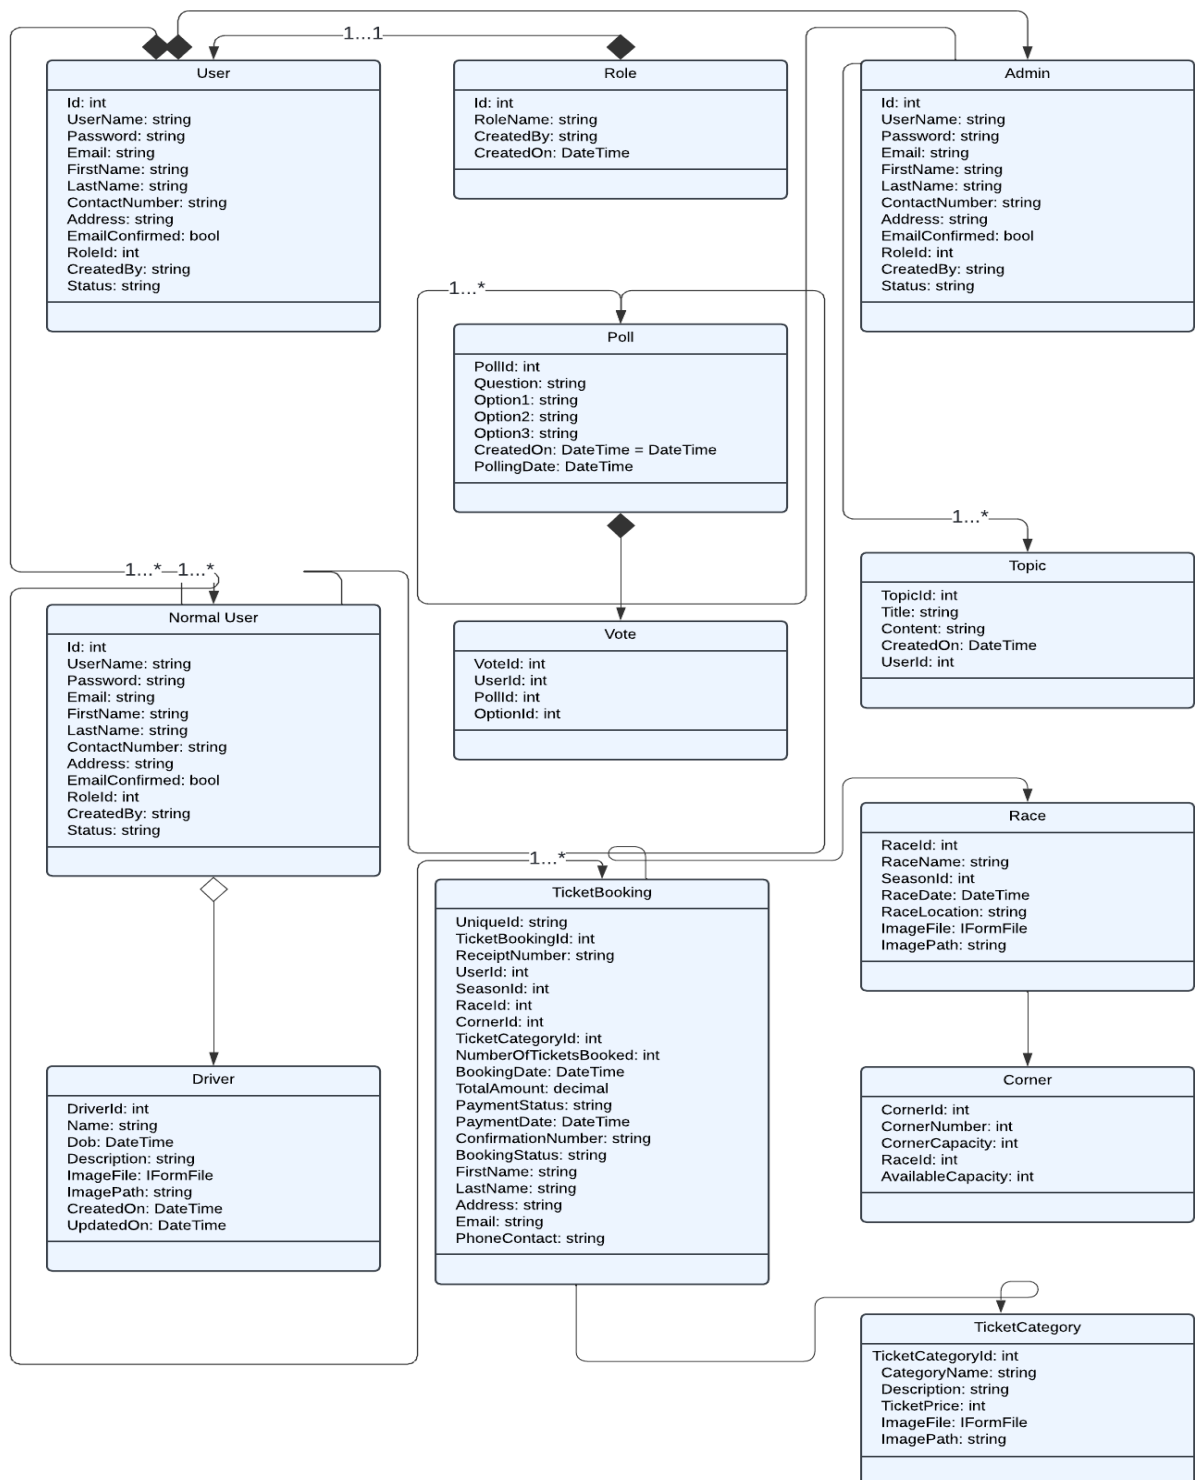 1...1
User
Id: int
UserName: string
Password: string
Email: string
FirstName: string
LastName: string
ContactNumber: string
Address: string
EmailConfirmed: bool
RoleId: int
CreatedBy: string
Status: string
Role
Id: int
RoleName: string
CreatedBy: string
CreatedOn: DateTime
Admin
Id: int
UserName: string
Password: string
Email: string
FirstName: string
LastName: string
ContactNumber: string
Address: string
EmailConfirmed: bool
RoleId: int
CreatedBy: string
Status: string
1...*
Poll
PollId: int
Question: string
Option1: string
Option2: string
Option3: string
CreatedOn: DateTime = DateTime
PollingDate: DateTime
1...*
Topic
TopicId: int
Title: string
Content: string
CreatedOn: DateTime
UserId: int
1...* 1...*
Normal User
Id: int
UserName: string
Password: string
Email: string
FirstName: string
LastName: string
ContactNumber: string
Address: string
EmailConfirmed: bool
RoleId: int
CreatedBy: string
Status: string
Vote
VoteId: int
UserId: int
PollId: int
OptionId: int
Race
RaceId: int
RaceName: string
SeasonId: int
RaceDate: DateTime
RaceLocation: string
ImageFile: IFormFile
ImagePath: string
1...*
TicketBooking
UniqueId: string
TicketBookingId: int
ReceiptNumber: string
UserId: int
SeasonId: int
RaceId: int
CornerId: int
TicketCategoryId: int
NumberOfTicketsBooked: int
BookingDate: DateTime
TotalAmount: decimal
PaymentStatus: string
PaymentDate: DateTime
ConfirmationNumber: string
BookingStatus: string
FirstName: string
LastName: string
Address: string
Email: string
PhoneContact: string
Driver
DriverId: int
Name: string
Dob: DateTime
Description: string
ImageFile: IFormFile
ImagePath: string
CreatedOn: DateTime
UpdatedOn: DateTime
Corner
CornerId: int
CornerNumber: int
CornerCapacity: int
RaceId: int
AvailableCapacity: int
TicketCategory
TicketCategoryId: int
CategoryName: string
Description: string
TicketPrice: int
ImageFile: IFormFile
ImagePath: string